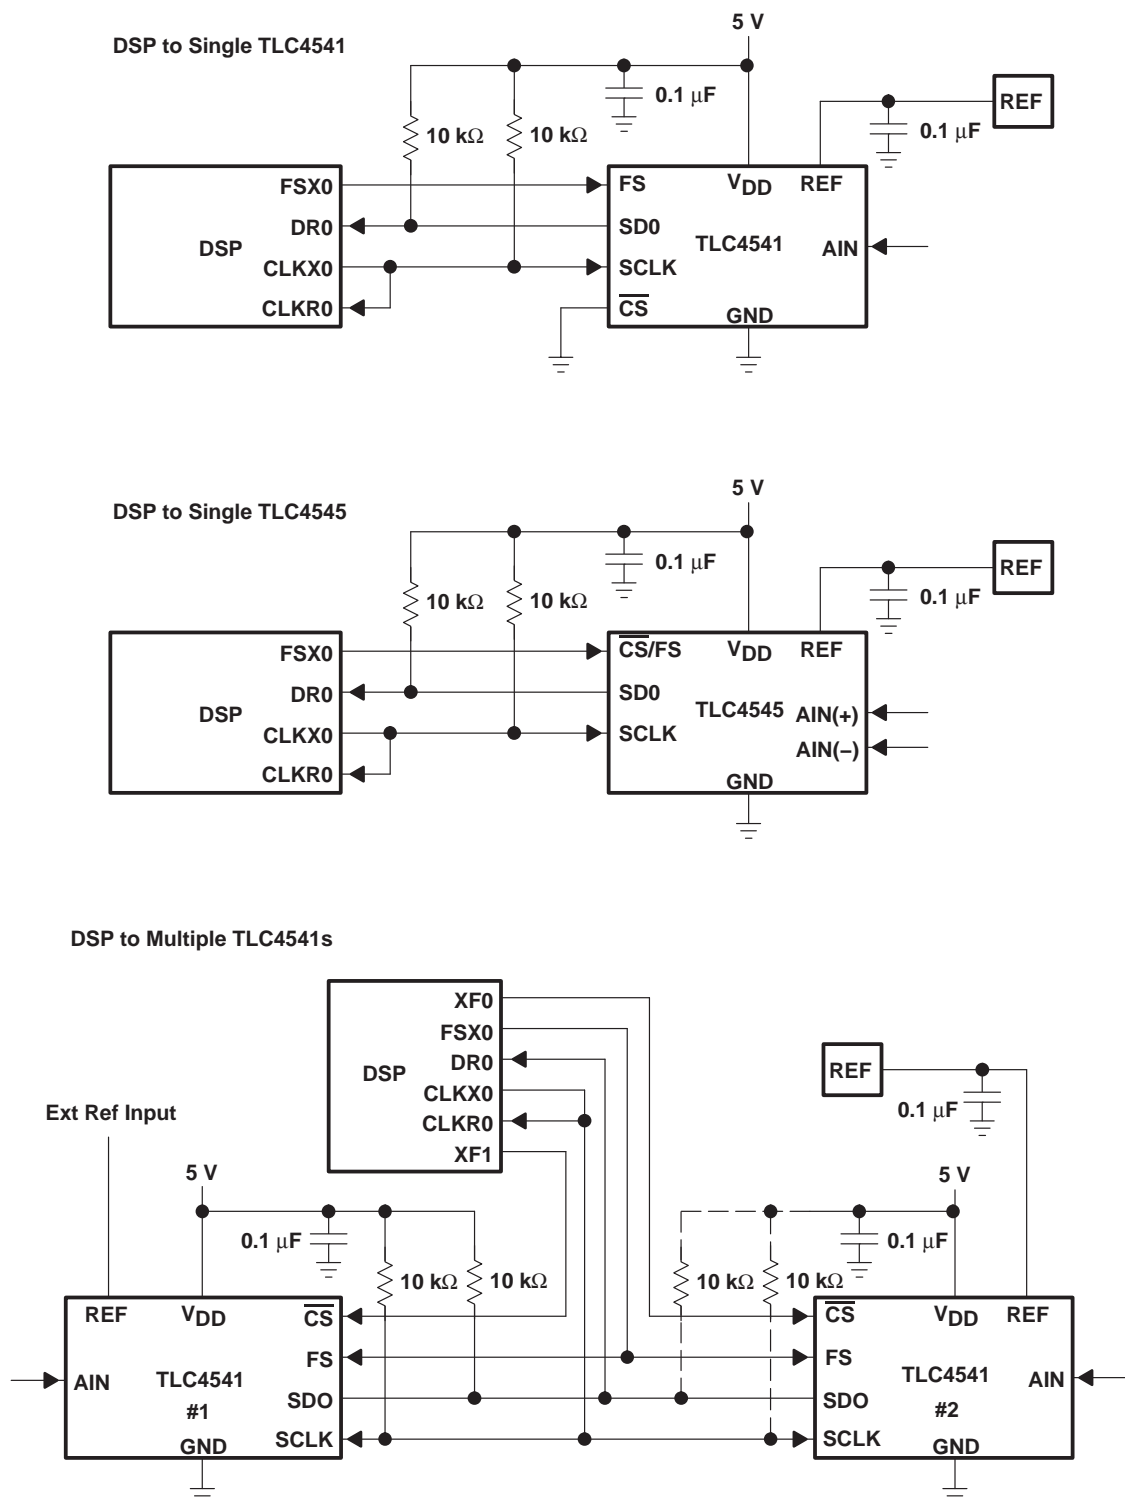 DSP to Single TLC4541
5 V
0.1 μF
REF
10 kΩ
10 kΩ
0.1 μF
FSX0
DR0
DSP
CLKX0
CLKR0
FS
VDD
REF
SD0
TLC4541
AIN
SCLK
CS
GND
DSP to Single TLC4545
5 V
0.1 μF
REF
10 kΩ
10 kΩ
0.1 μF
FSX0
DR0
DSP
CLKX0
CLKR0
CS/FS
VDD
REF
SD0
TLC4545
AIN(+)
SCLK
AIN(–)
GND
DSP to Multiple TLC4541s
XF0
FSX0
DR0
DSP
CLKX0
CLKR0
XF1
REF
0.1 μF
Ext Ref Input
5 V
0.1 μF
10 kΩ
10 kΩ
5 V
0.1 μF
10 kΩ
10 kΩ
REF
VDD
CS
FS
AIN
TLC4541
#1
SDO
GND
SCLK
CS
VDD
REF
FS
TLC4541
AIN
SDO
#2
SCLK
GND